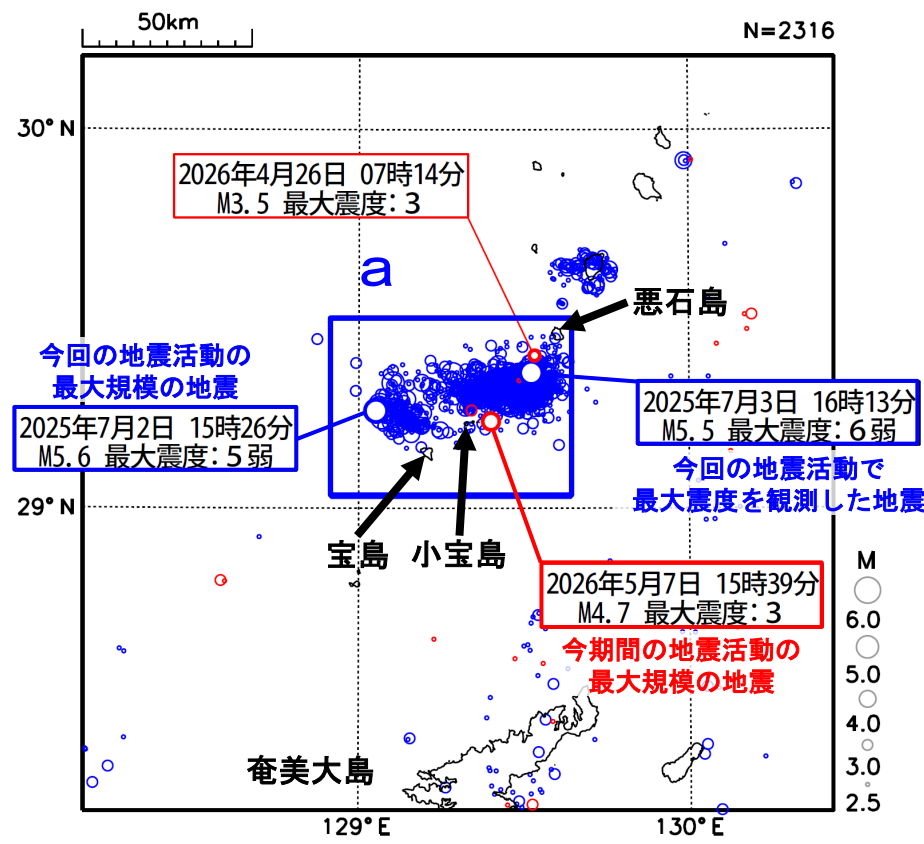 50km
N=2316
30°N
2026年4月26日 07時14分
M3.5 最大震度：3
a
悪石島
今回の地震活動の
最大規模の地震
2025年7月2日 15時26分
M5.6 最大震度：5弱
2025年7月3日 16時13分
M5.5 最大震度：6弱
今回の地震活動で
最大震度を観測した地震
29°N
宝島
小宝島
2026年5月7日 15時39分
M4.7 最大震度：3
今期間の地震活動の
最大規模の地震
M
6.0
5.0
4.0
3.0
2.5
奄美大島
129°E
130°E